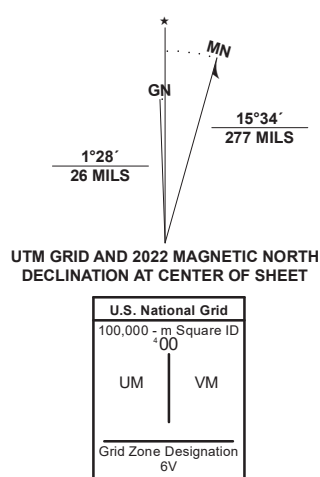 ★
MN
GN
15°34´
277 MILS
1°28´
26 MILS
UTM GRID AND 2022 MAGNETIC NORTH
DECLINATION AT CENTER OF SHEET
U.S. National Grid
100,000 - m Square ID
⁴00
UM VM
Grid Zone Designation
6V